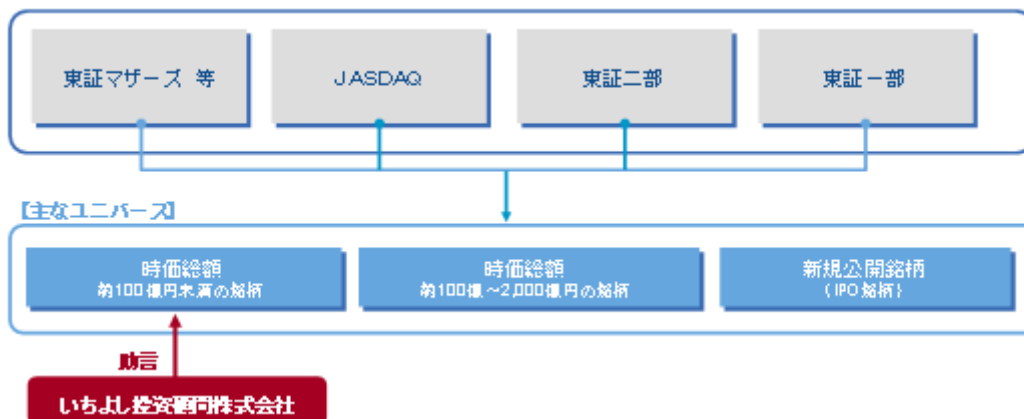 東証マザーズ 等
JASDAQ
東証二部
東証一部
【主なユニバース】
時価総額
約100億円未満の銘柄
時価総額
約100億~2,000億円の銘柄
新規公開銘柄
(IPO銘柄)
助言
いちよし投資顧問株式会社